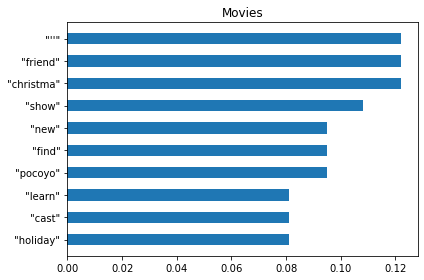 Movies
"''"
"friend"
"christma"
"show"
"new"
"find"
"pocoyo"
"learn"
"cast"
"holiday"
0.00 0.02 0.04 0.06 0.08 0.10 0.12